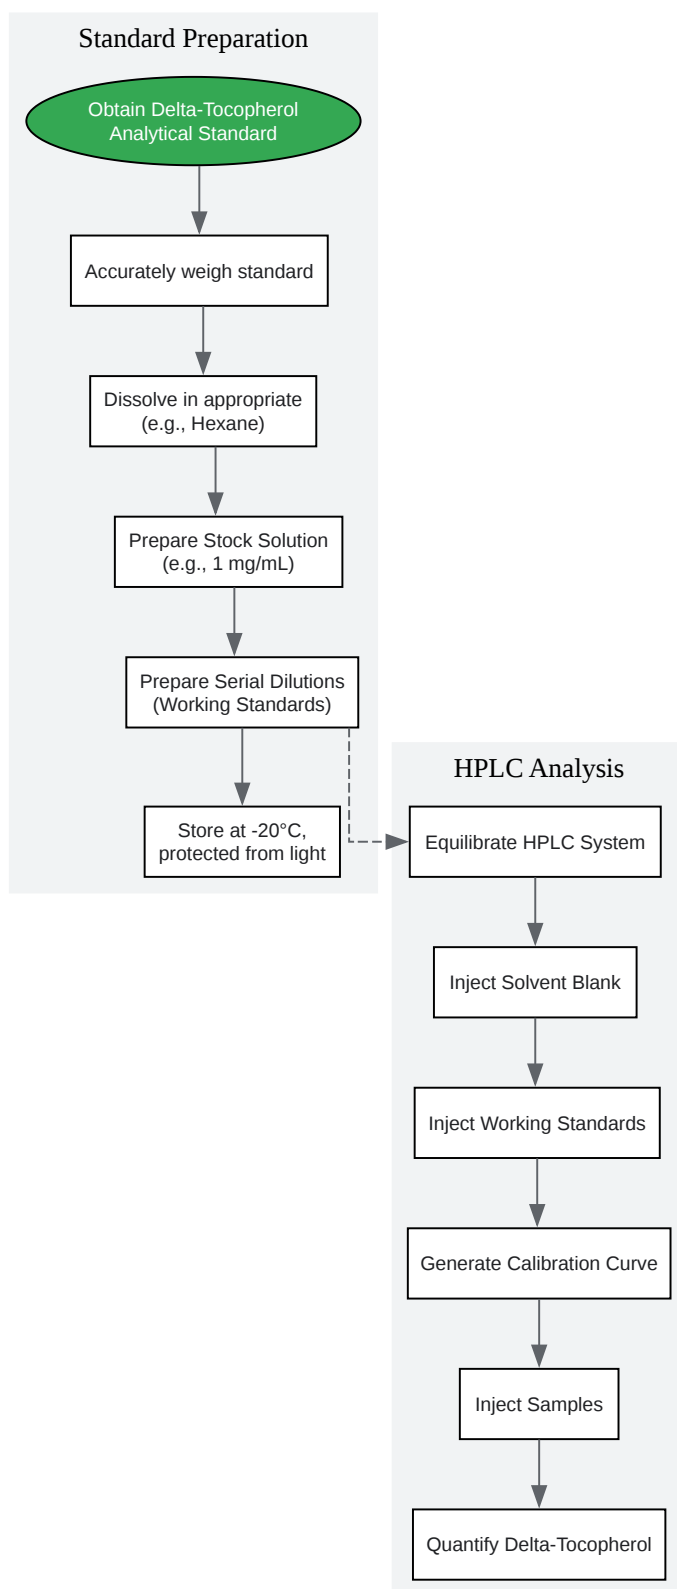 Standard Preparation
Obtain Delta-Tocopherol
Analytical Standard
Accurately weigh standard
Dissolve in appropriate
(e.g., Hexane)
Prepare Stock Solution
(e.g., 1 mg/mL)
Prepare Serial Dilutions
(Working Standards)
Store at -20°C,
protected from light
HPLC Analysis
Equilibrate HPLC System
Inject Solvent Blank
Inject Working Standards
Generate Calibration Curve
Inject Samples
Quantify Delta-Tocopherol